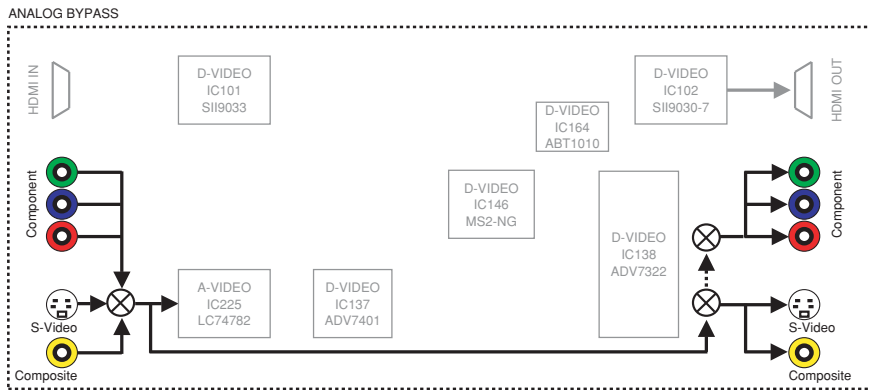 ANALOG BYPASS
HDMI IN
D-VIDEO
IC101
SII9033
D-VIDEO
IC102
SII9030-7
HDMI OUT
D-VIDEO
IC164
ABT1010
Component
D-VIDEO
IC146
MS2-NG
D-VIDEO
IC138
ADV7322
Component
A-VIDEO
IC225
LC74782
D-VIDEO
IC137
ADV7401
S-Video
S-Video
Composite
Composite